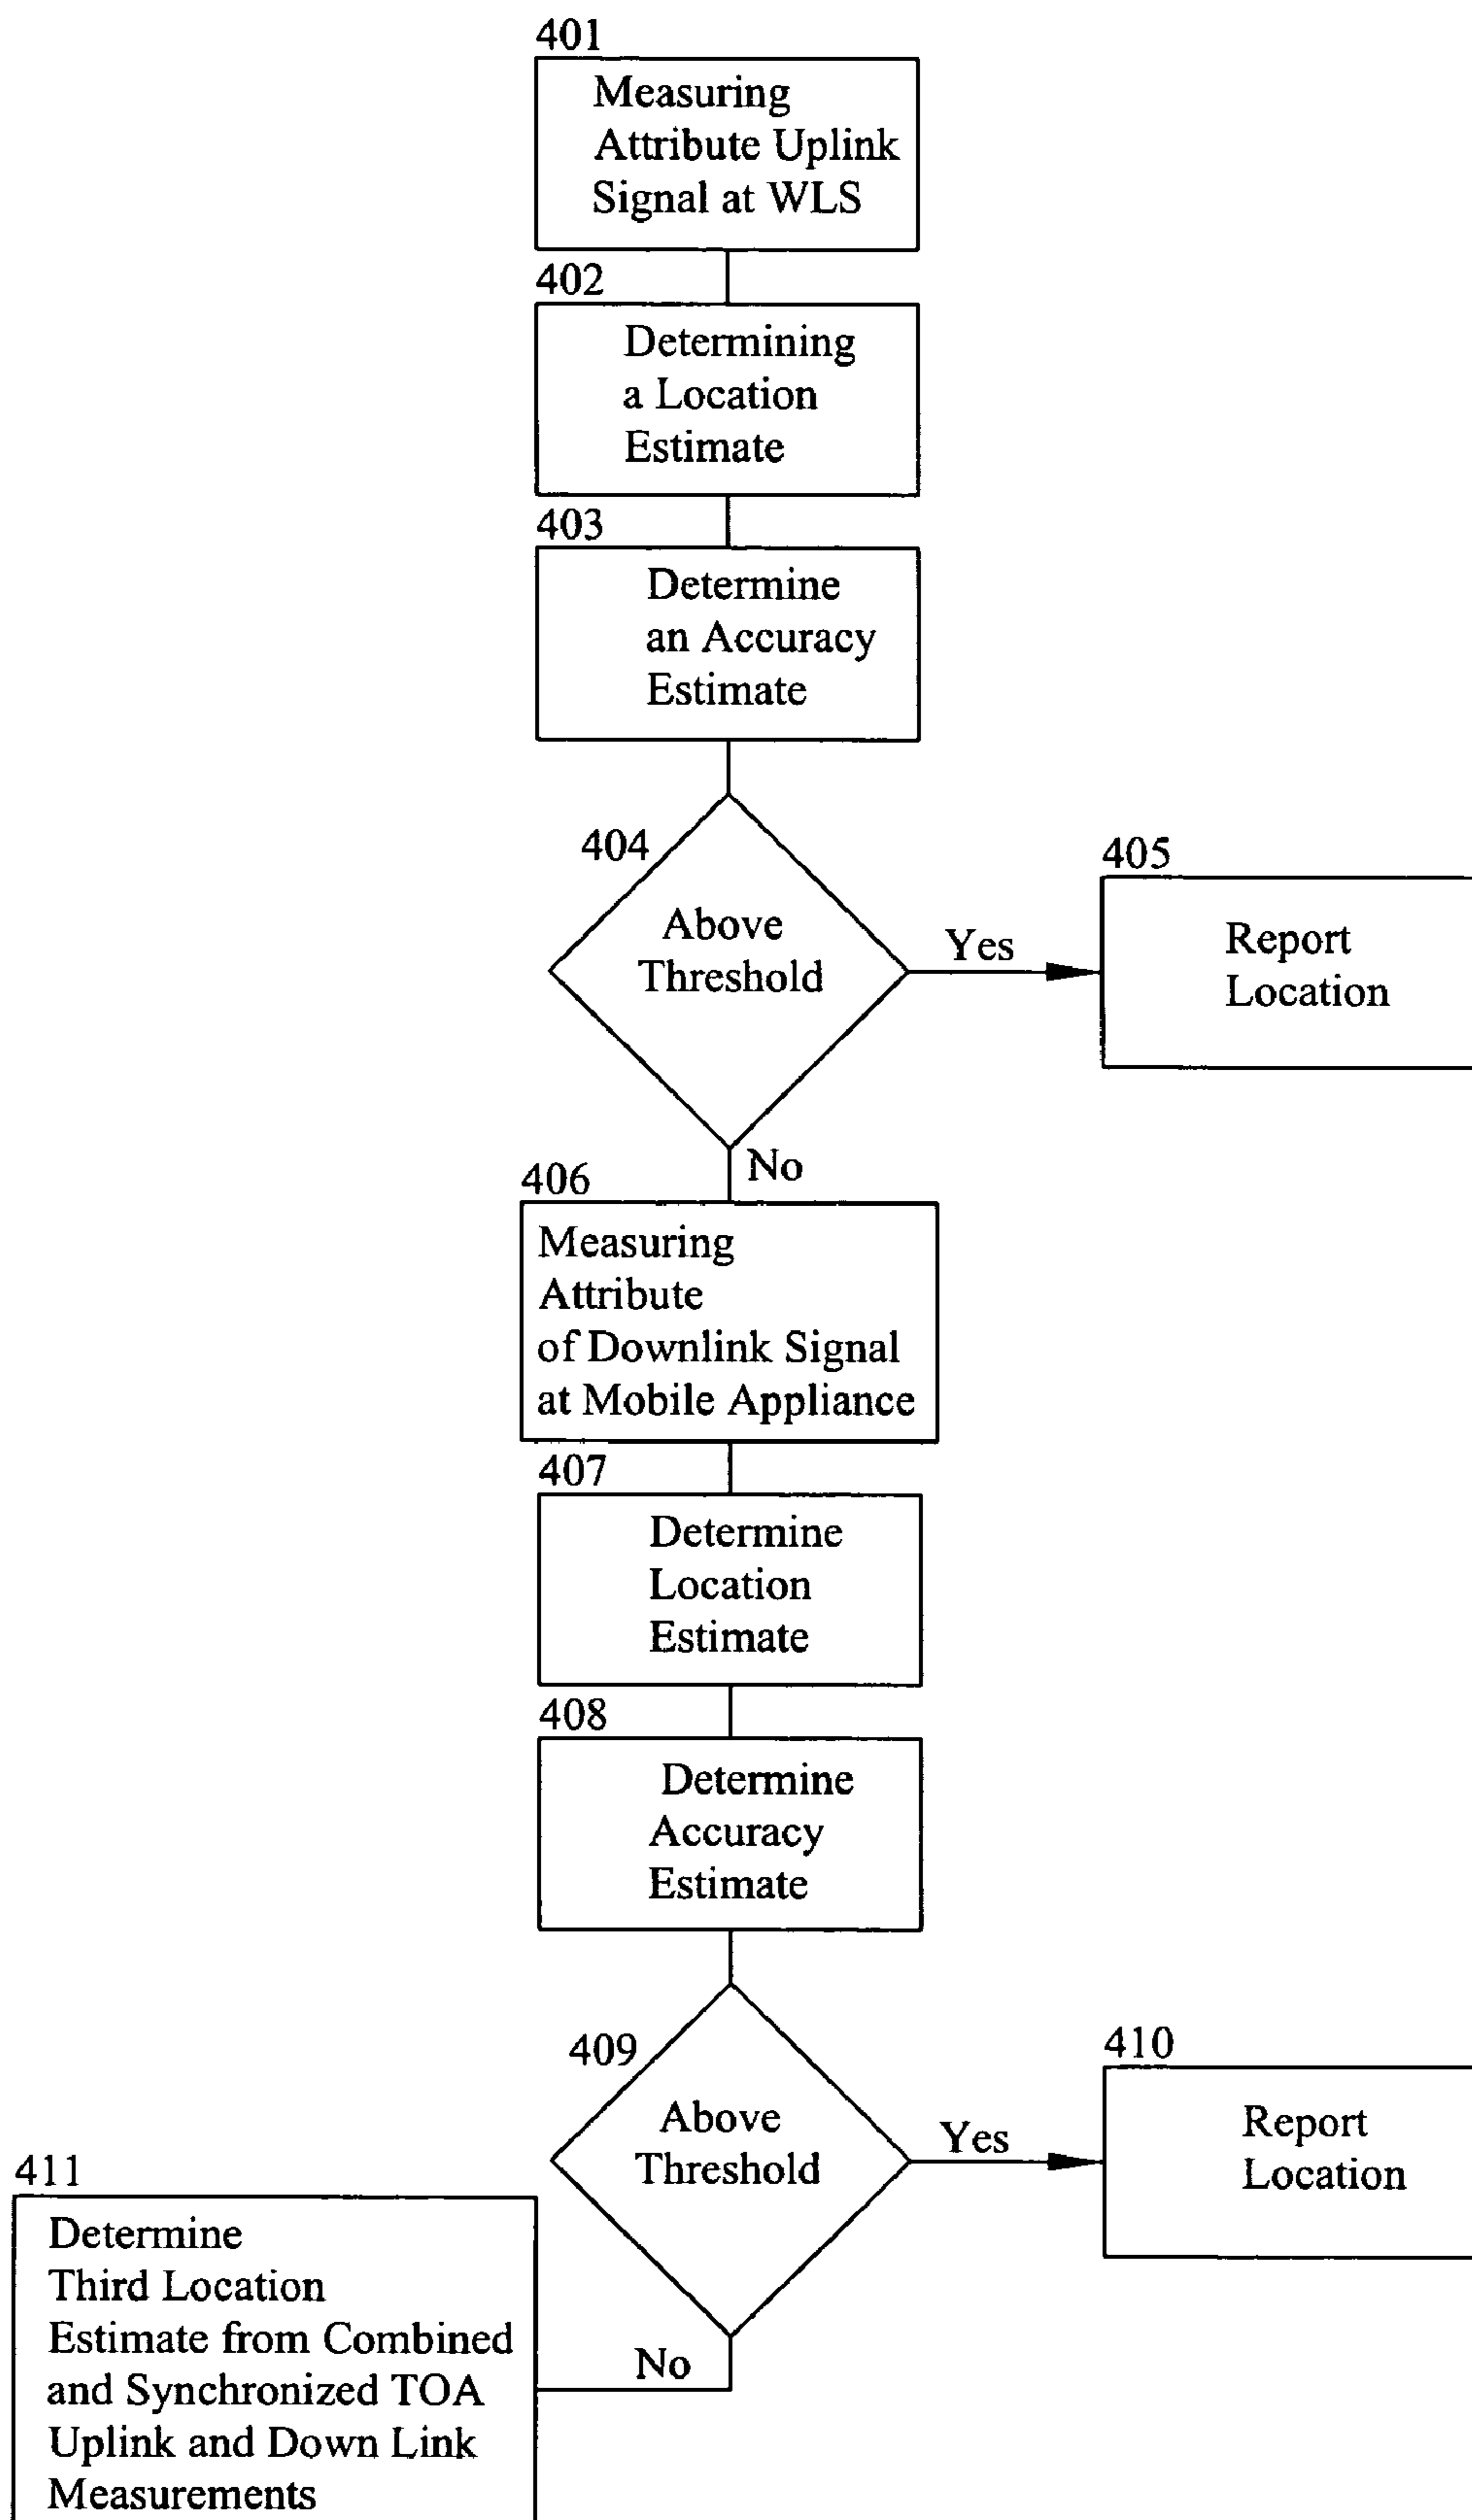 401
Measuring
Attribute Uplink
Signal at WLS
402
Determining
a Location
Estimate
403
Determine
an Accuracy
Estimate
404
Above
Threshold
Yes
405
Report
Location
No
406
Measuring
Attribute
of Downlink Signal
at Mobile Appliance
407
Determine
Location
Estimate
408
Determine
Accuracy
Estimate
409
Above
Threshold
Yes
410
Report
Location
No
411
Determine
Third Location
Estimate from Combined
and Synchronized TOA
Uplink and Down Link
Measurements